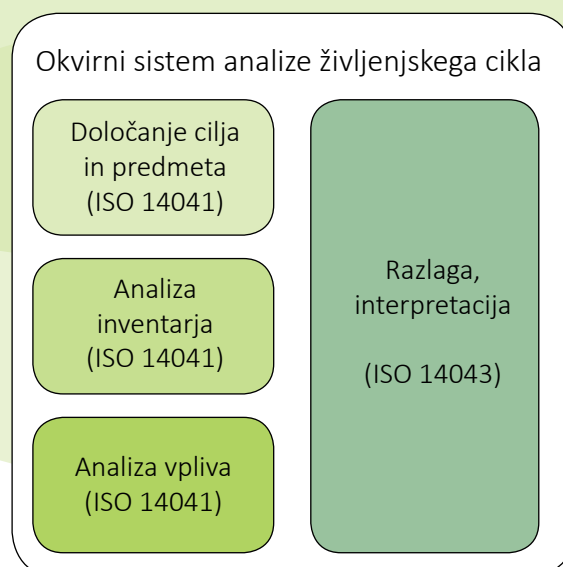 Okvirni sistem analize življenjskega cikla
Določanje cilja
in predmeta
(ISO 14041)
Analiza
inventarja
(ISO 14041)
Analiza vpliva
(ISO 14041)
Razlaga,
interpretacija
(ISO 14043)